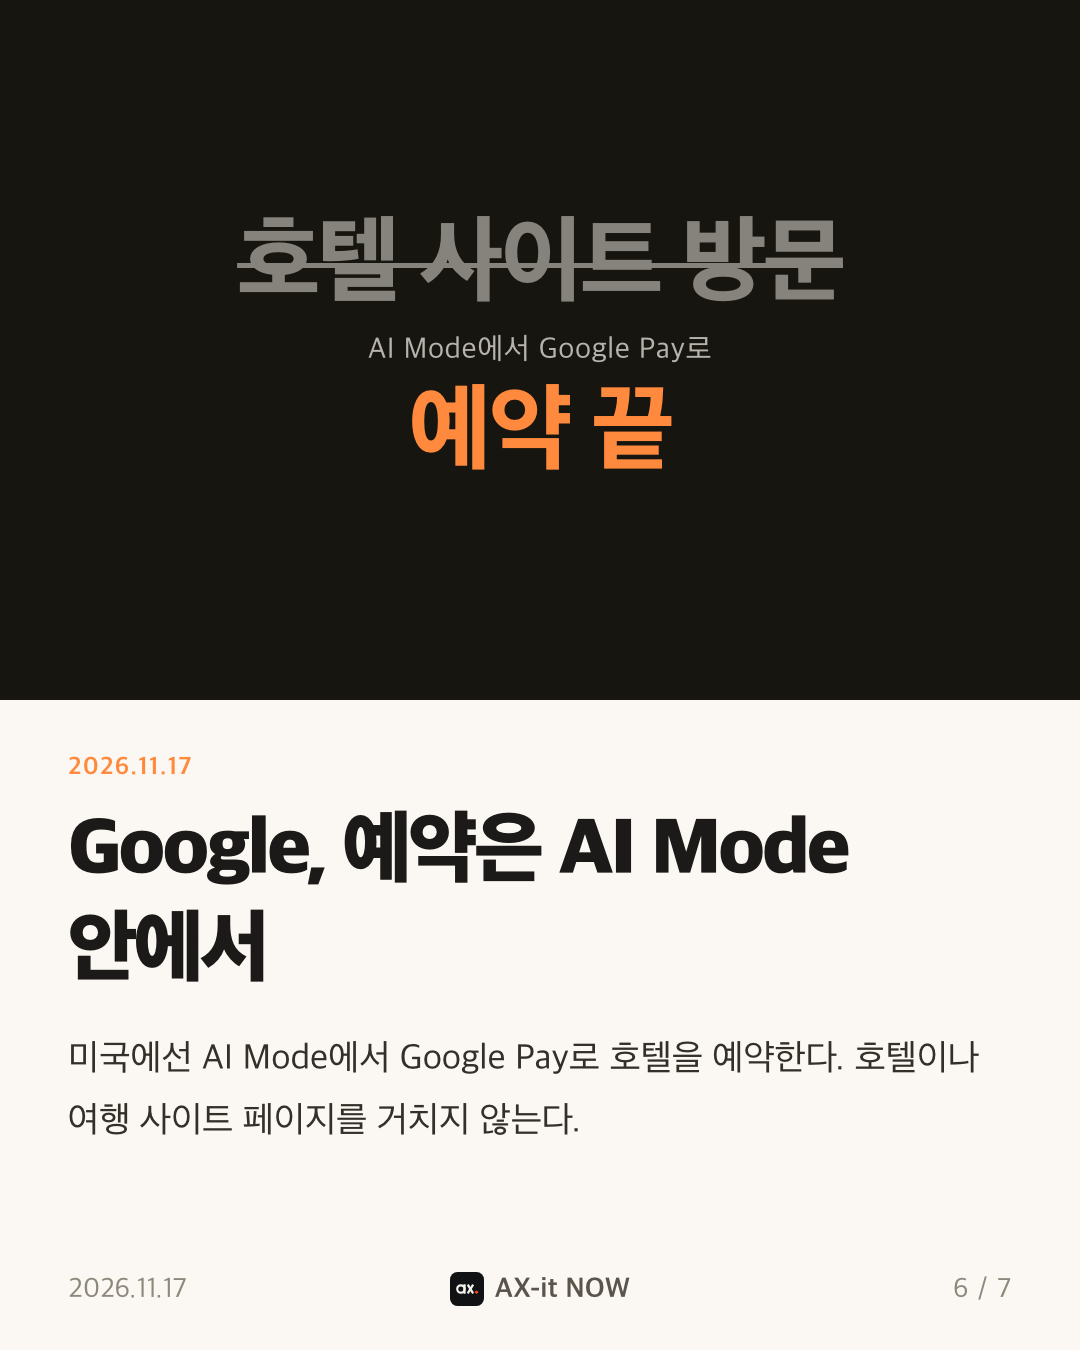 호텔 사이트 방문
AI Mode에서 Google Pay로
예약 끝
2026.11.17
Google, 예약은 AI Mode
안에서
미국에선 AI Mode에서 Google Pay로 호텔을 예약한다. 호텔이나
여행 사이트 페이지를 거치지 않는다.
2026.11.17
ax. AX-it NOW
6 / 7